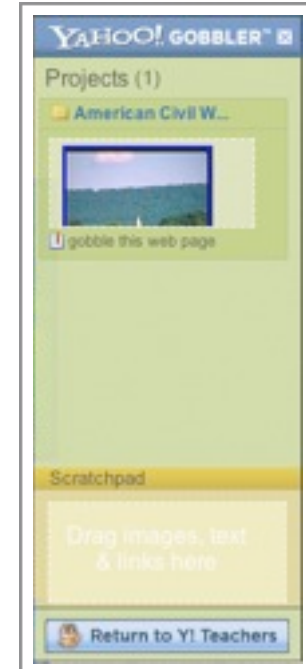 YAHOO! GOBBLER™
Projects (1)
American Civil W...
gobble this web page
Scratchpad
Drag images, text
& links here
Return to Y! Teachers